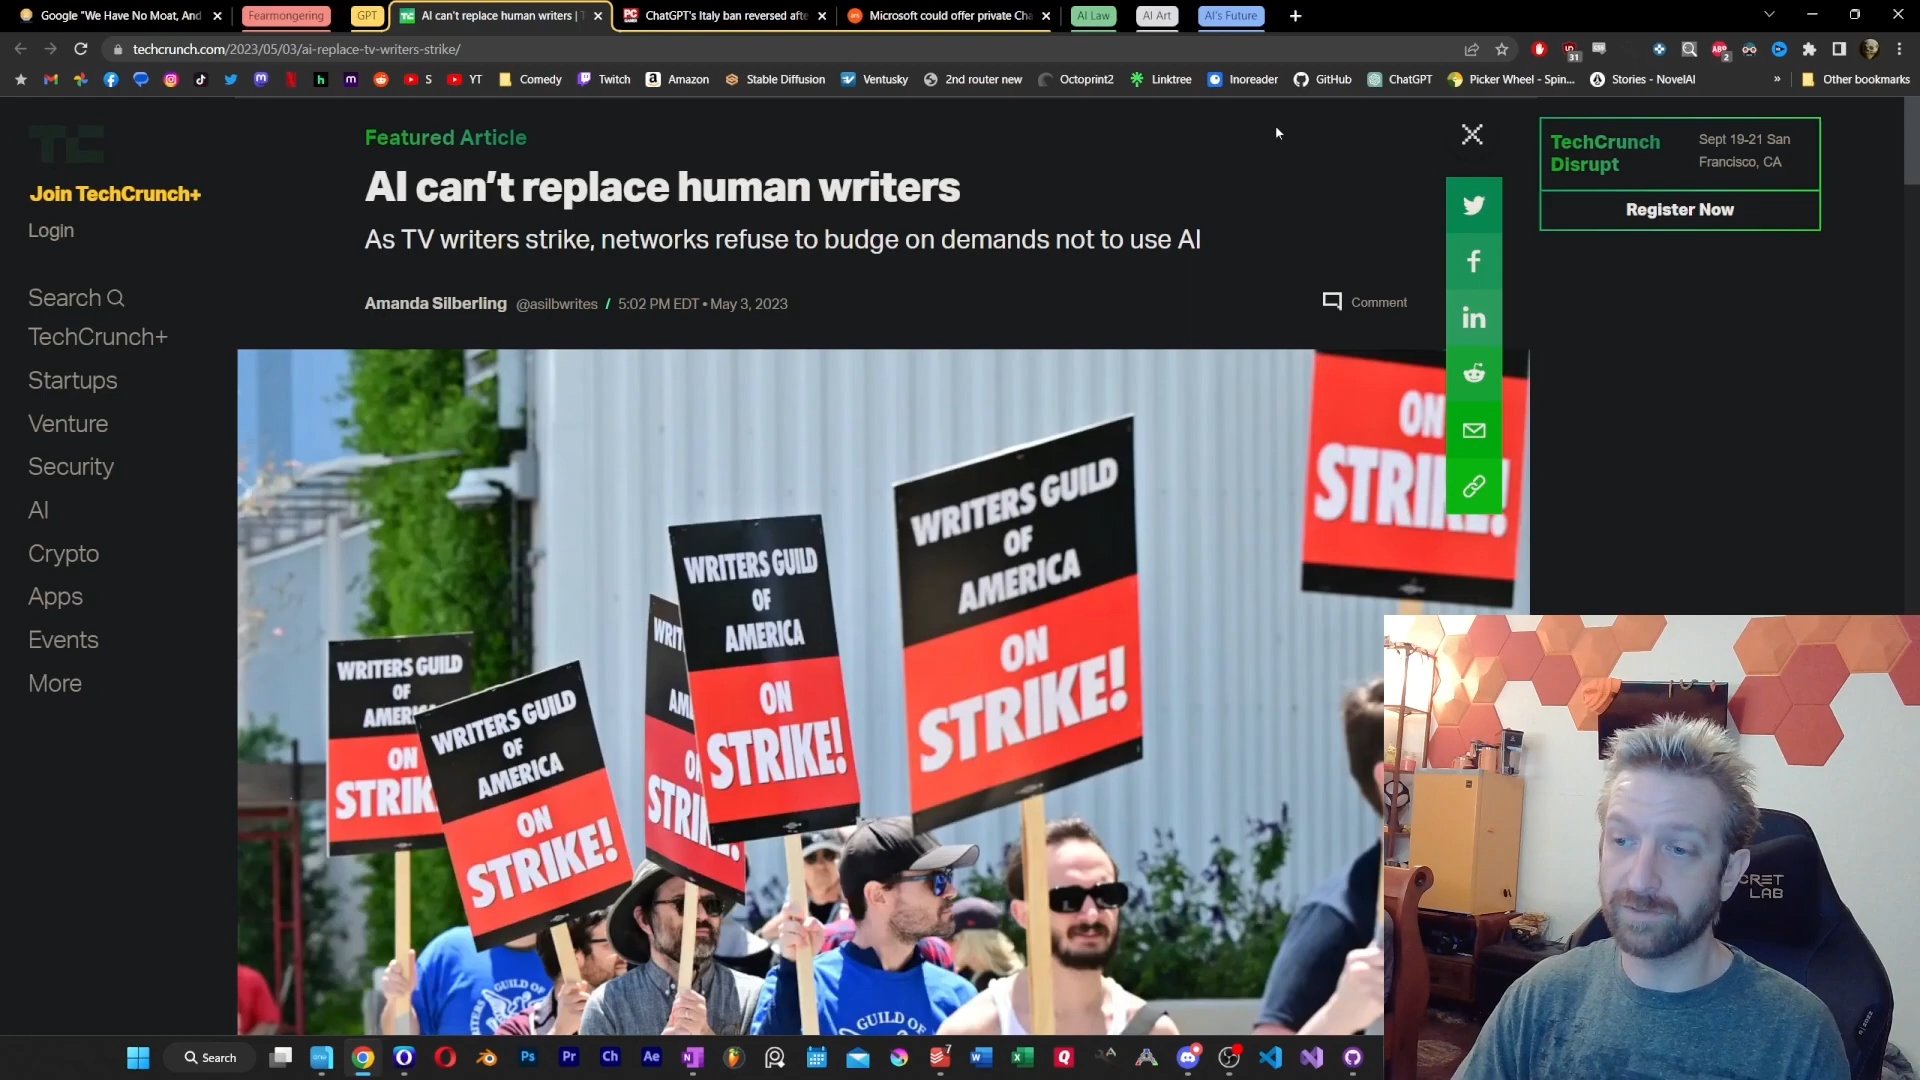 Google "We Have No Moat, And
Fearmongering
GPT
AI can't replace human writers |
ChatGPT's Italy ban reversed afte
Microsoft could offer private Cha
AI Law
AI Art
AI's Future
techcrunch.com/2023/05/03/ai-replace-tv-writers-strike/
S
YT
Comedy
Twitch
Amazon
Stable Diffusion
Ventusky
2nd router new
Octoprint2
Linktree
Inoreader
GitHub
ChatGPT
Picker Wheel - Spin...
Stories - NovelAI
Other bookmarks
TC
Join TechCrunch+
Login
Search
TechCrunch+
Startups
Venture
Security
AI
Crypto
Apps
Events
More
Featured Article
AI can't replace human writers
As TV writers strike, networks refuse to budge on demands not to use AI
Amanda Silberling @asilbwrites / 5:02 PM EDT • May 3, 2023
Comment
TechCrunch
Disrupt
Sept 19-21 San
Francisco, CA
Register Now
WRITERS GUILD
OF
AMERICA
ON
STRIKE!
WRITERS GUILD
OF
AMERICA
ON
STRIKE!
WRITERS GUILD
OF
AMERICA
ON
STRIKE!
ON
STRIKE!
GUILD OF
GUILD OF
Search